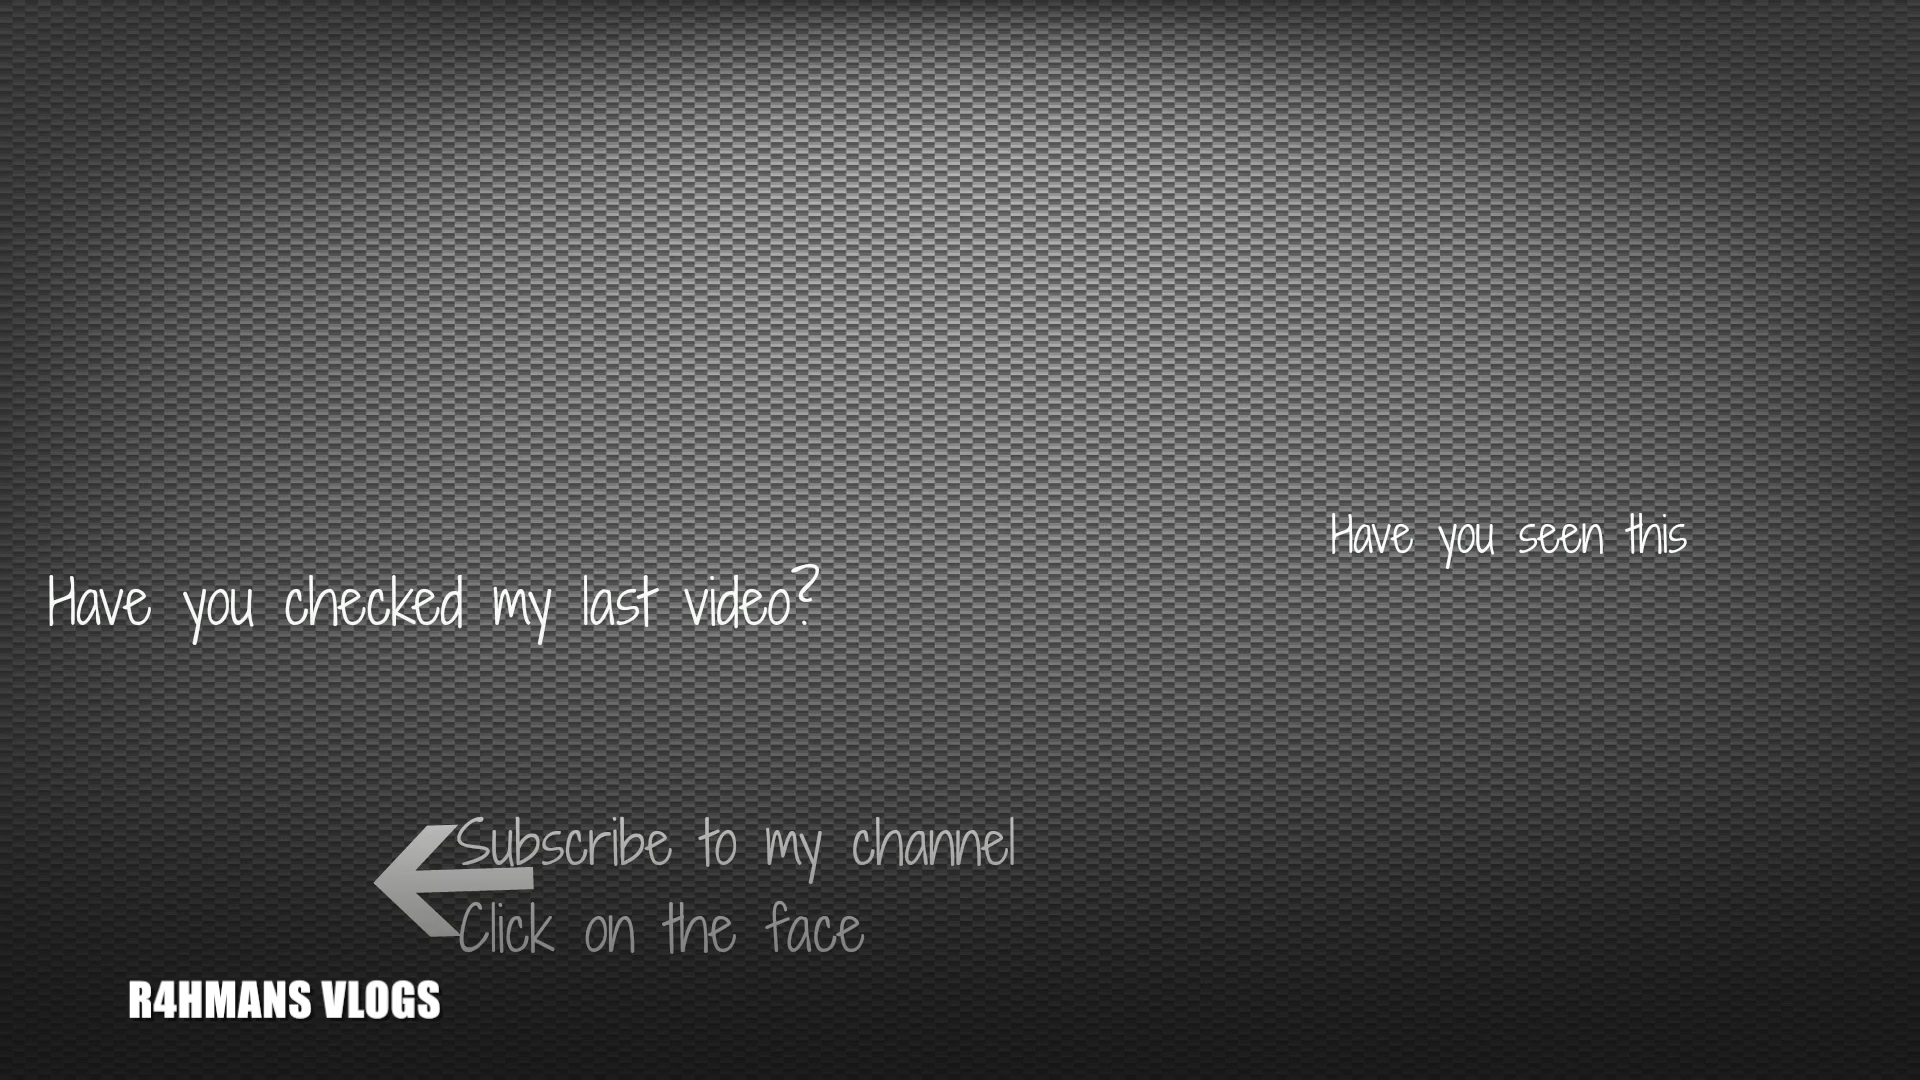 Have you seen this
Have you checked my last video?
Subscribe to my channel
Click on the face
R4HMANS VLOGS